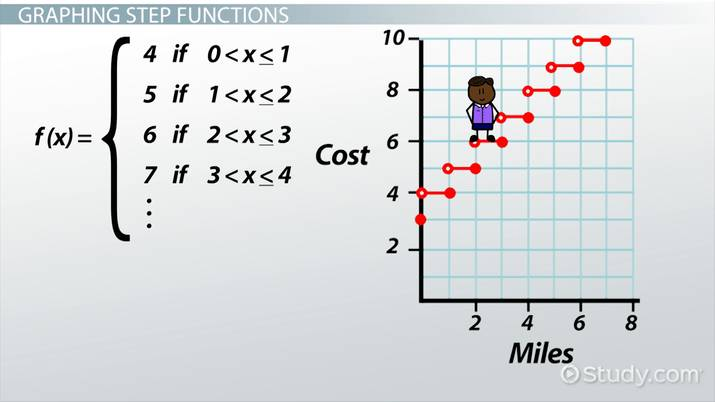 GRAPHING STEP FUNCTIONS
f(x)=
4 if 0<x≤1
5 if 1<x≤2
6 if 2<x≤3
7 if 3<x≤4
⋮
Cost
10
8
6
4
2
2 4 6 8
Miles
Study.com